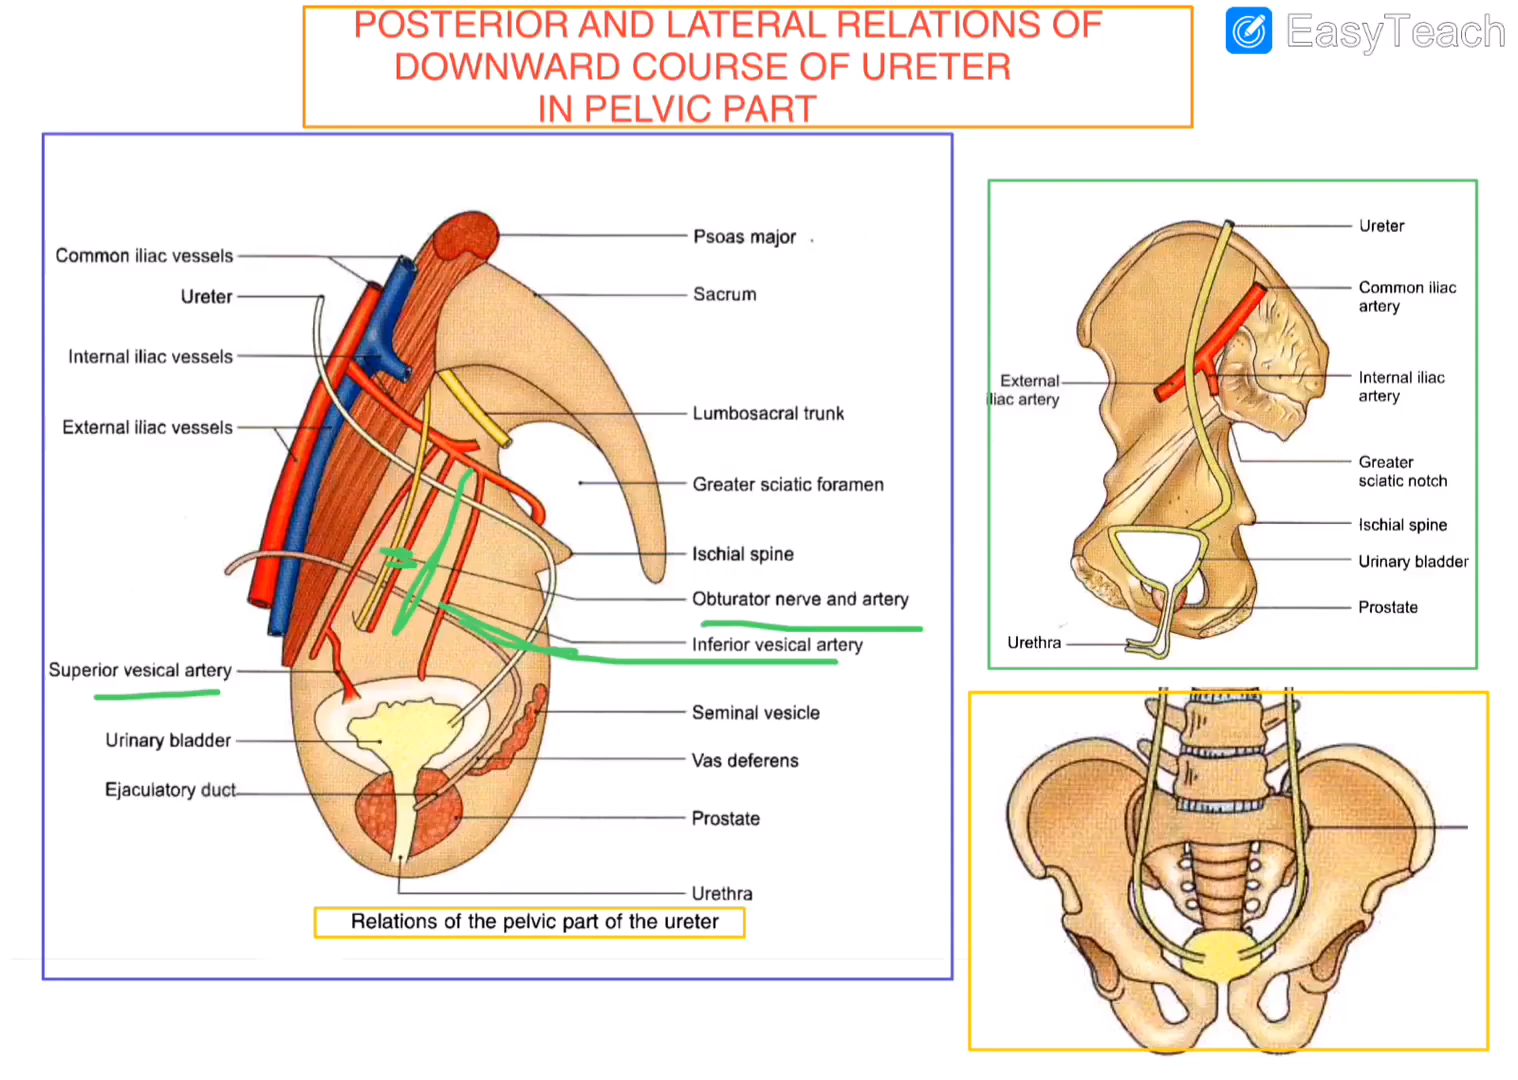 POSTERIOR AND LATERAL RELATIONS OF
DOWNWARD COURSE OF URETER
IN PELVIC PART
EasyTeach
Common iliac vessels
Ureter
Internal iliac vessels
External iliac vessels
Superior vesical artery
Urinary bladder
Ejaculatory duct
Psoas major
Sacrum
Lumbosacral trunk
Greater sciatic foramen
Ischial spine
Obturator nerve and artery
Inferior vesical artery
Seminal vesicle
Vas deferens
Prostate
Urethra
Relations of the pelvic part of the ureter
Ureter
Common iliac
artery
External
iliac artery
Internal iliac
artery
Greater
sciatic notch
Ischial spine
Urinary bladder
Prostate
Urethra